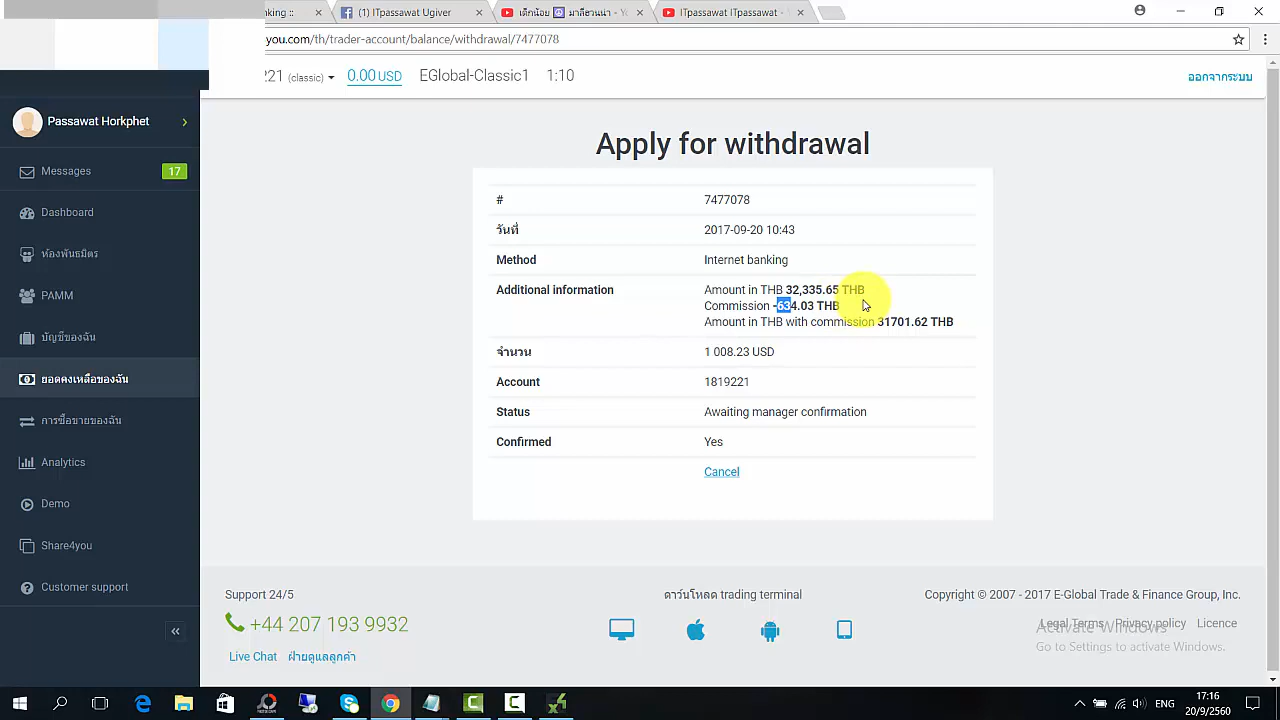 nking ::
(1) ITpassawat Ugiver
เด็กน้อย
มาลีฮวนน่า - Yo
ITpassawat ITpassawat -
you.com/th/trader-account/balance/withdrawal/7477078
221 (classic)
0.00 USD
EGlobal-Classic1
1:10
ออกจากระบบ
Passawat Horkphet
Messages
17
Dashboard
ห้องพันธมิตร
PAMM
บัญชีของฉัน
ยอดคงเหลือของฉัน
การซื้อขายของฉัน
Analytics
Demo
Share4you
Customer support
Apply for withdrawal
# 7477078
วันที่ 2017-09-20 10:43
Method Internet banking
Additional information Amount in THB 32,335.65 THB
Commission -634.03 THB
Amount in THB with commission 31701.62 THB
จำนวน 1 008.23 USD
Account 1819221
Status Awaiting manager confirmation
Confirmed Yes
Cancel
Support 24/5
+44 207 193 9932
Live Chat ฝ่ายดูแลลูกค้า
ดาวน์โหลด trading terminal
Copyright © 2007 - 2017 E-Global Trade & Finance Group, Inc.
Legal Terms Privacy policy Licence
Activate Windows
Go to Settings to activate Windows.
ENG
17:16
20/9/2560